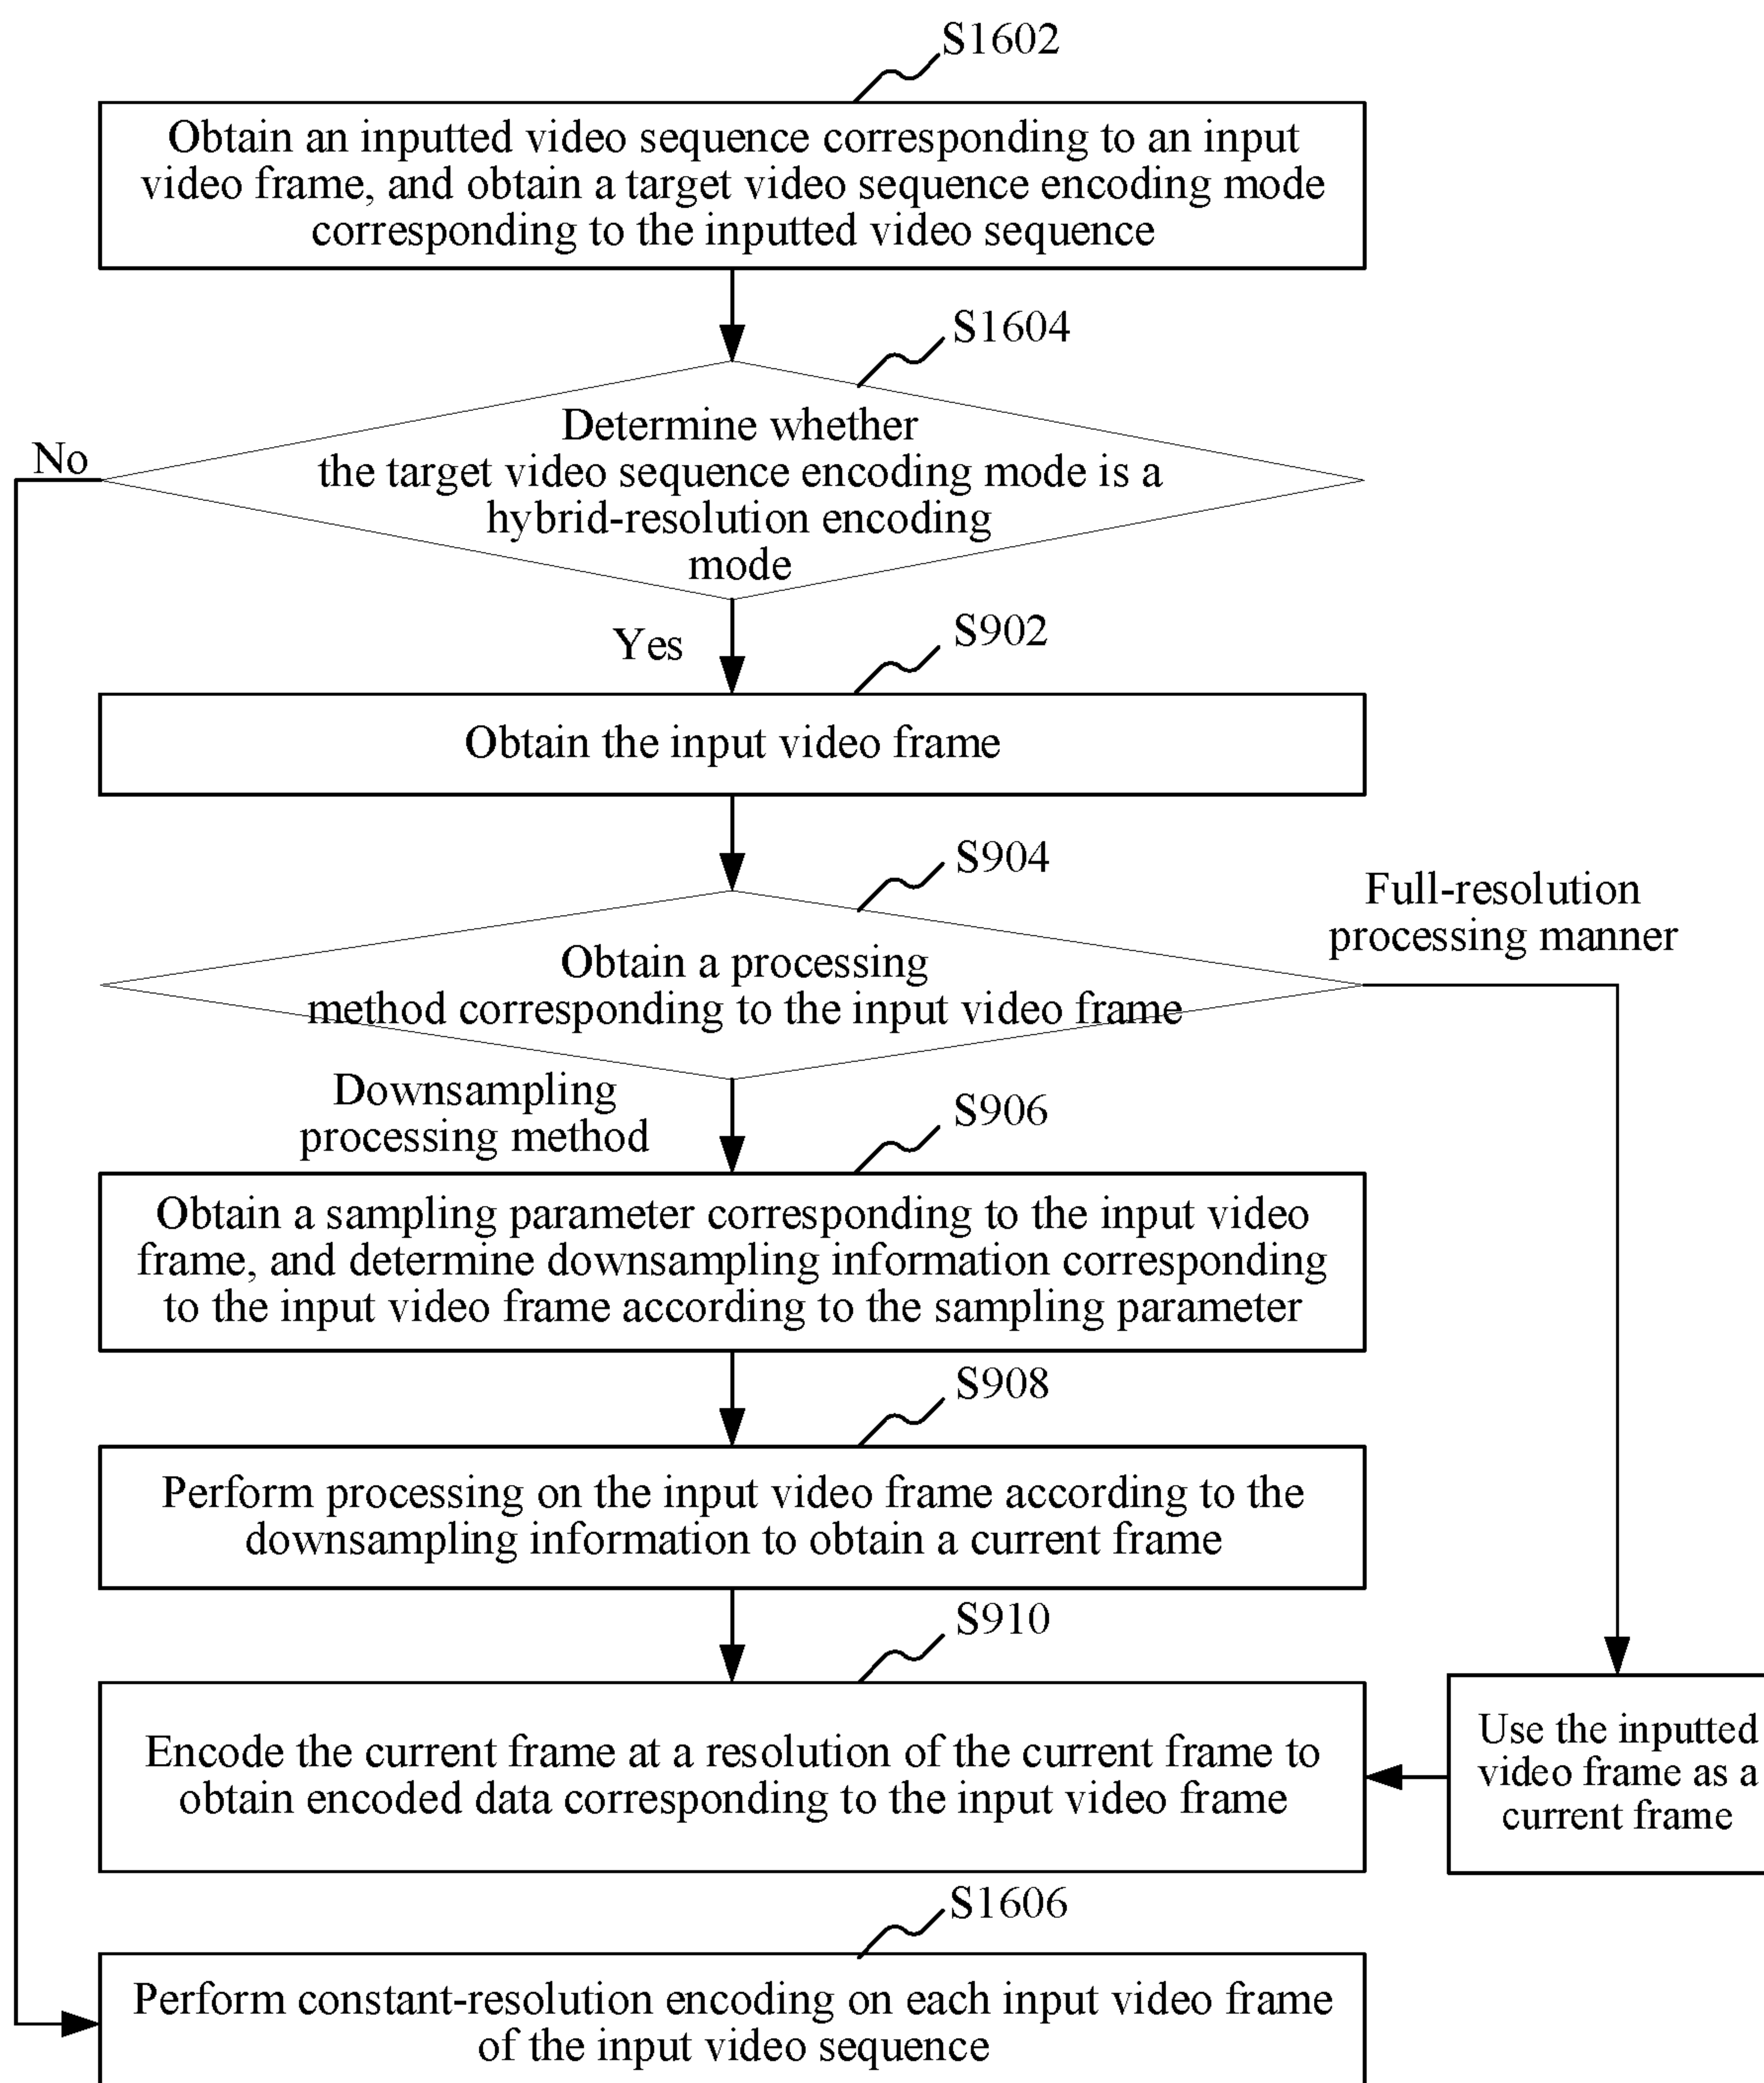 S1602
Obtain an inputted video sequence corresponding to an input
video frame, and obtain a target video sequence encoding mode
corresponding to the inputted video sequence
S1604
Determine whether
the target video sequence encoding mode is a
hybrid-resolution encoding
mode
No
Yes
S902
Obtain the input video frame
S904
Full-resolution
processing manner
Obtain a processing
method corresponding to the input video frame
Downsampling
processing method
S906
Obtain a sampling parameter corresponding to the input video
frame, and determine downsampling information corresponding
to the input video frame according to the sampling parameter
S908
Perform processing on the input video frame according to the
downsampling information to obtain a current frame
S910
Encode the current frame at a resolution of the current frame to
obtain encoded data corresponding to the input video frame
Use the inputted
video frame as a
current frame
S1606
Perform constant-resolution encoding on each input video frame
of the input video sequence